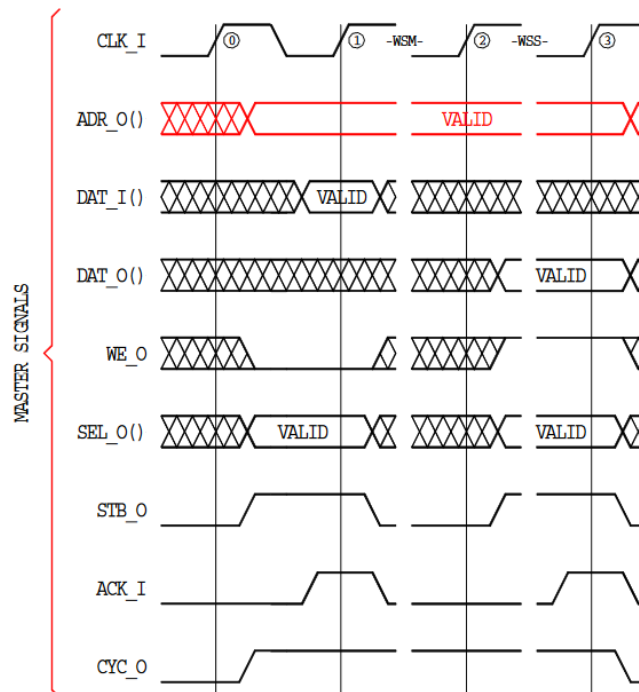 CLK_I
⓪
①
-WSM-
②
-WSS-
③
ADR_O()
VALID
DAT_I()
VALID
DAT_O()
VALID
WE_O
SEL_O()
VALID
VALID
STB_O
ACK_I
CYC_O
MASTER SIGNALS